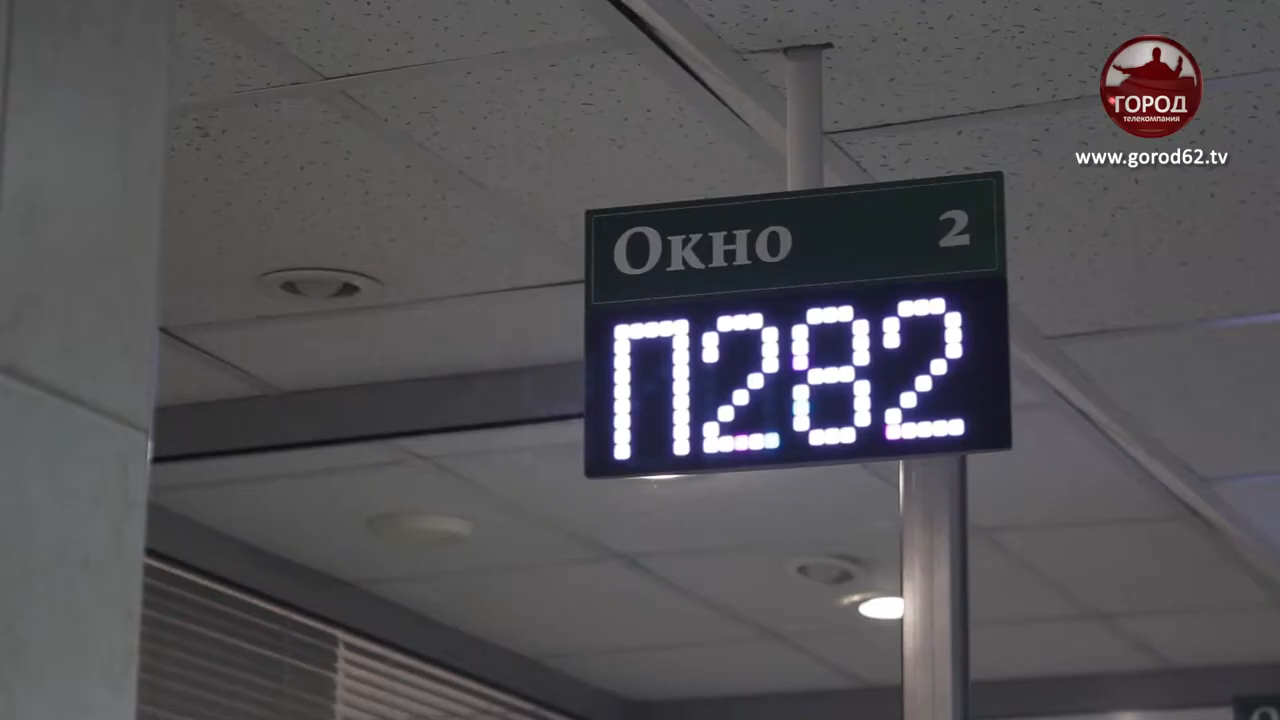 ГОРОД
телекомпания
www.gorod62.tv
Окно 2
П282